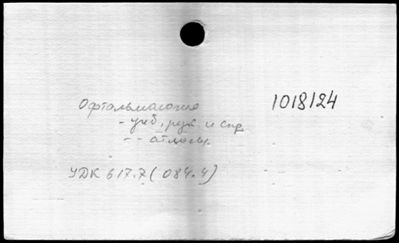 Офтальмология 1018124
- учеб., рук. и спр.
- - атласы.
УДК 617.7(084.4)